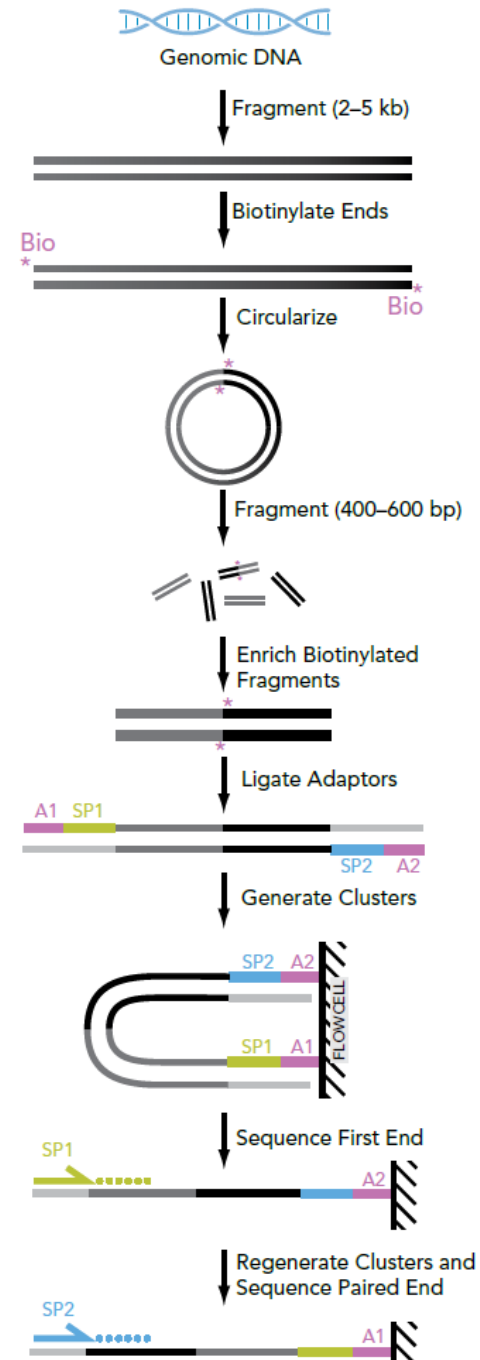 Genomic DNA
Fragment (2–5 kb)
Biotinylate Ends
Bio
*
*
Bio
Circularize
*
*
Fragment (400–600 bp)
Enrich Biotinylated
Fragments
*
*
Ligate Adaptors
A1 SP1
SP2 A2
Generate Clusters
SP2 A2
FLOWCELL
SP1 A1
Sequence First End
SP1
A2
Regenerate Clusters and
Sequence Paired End
SP2
A1